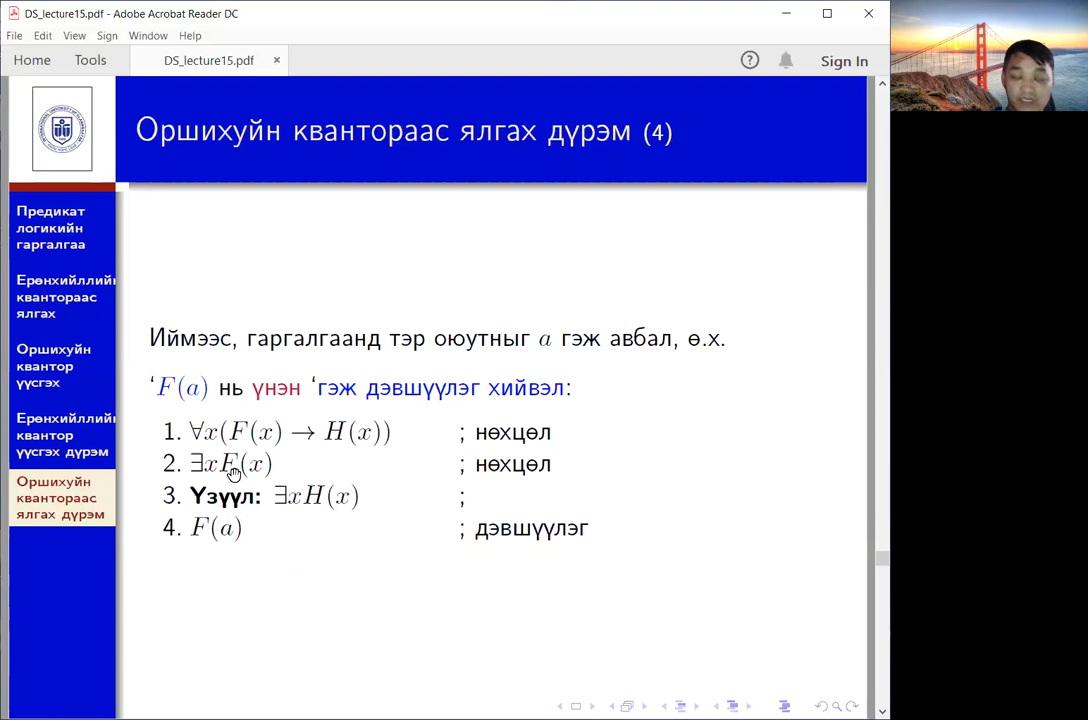 DS_lecture15.pdf - Adobe Acrobat Reader DC
File Edit View Sign Window Help
Home Tools DS_lecture15.pdf × Sign In
Оршихуйн квантораас ялгах дүрэм (4)
Предикат
логикийн
гаргалгаа
Ерөнхийллийн
квантораас
ялгах
Оршихуйн
квантор
үүсгэх
Ерөнхийллийн
квантор
үүсгэх дүрэм
Оршихуйн
квантораас
ялгах дүрэм
Иймээс, гаргалгаанд тэр оюутныг a гэж авбал, ө.х.
‘F(a) нь үнэн ‘гэж дэвшүүлэг хийвэл:
1. ∀x(F(x) → H(x)) ; нөхцөл
2. ∃xF(x) ; нөхцөл
3. Үзүүл: ∃xH(x) ;
4. F(a) ; дэвшүүлэг